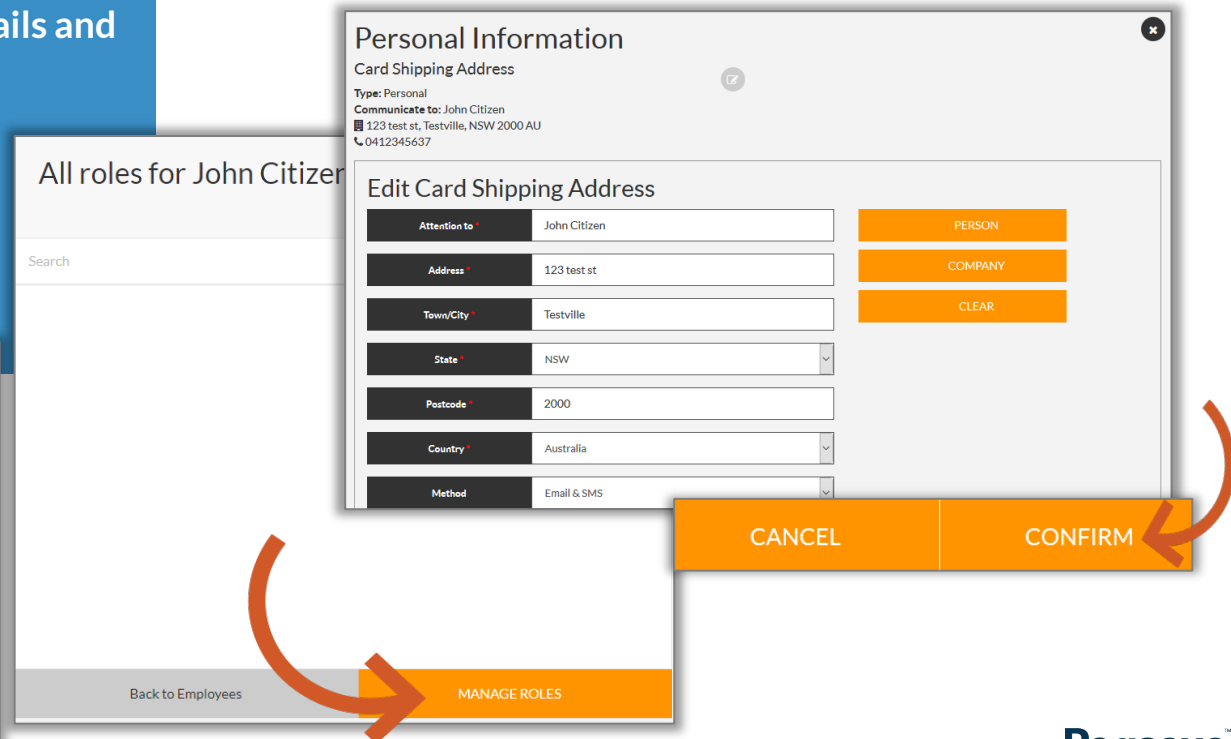 ails and
Personal Information
Card Shipping Address
Type: Personal
Communicate to: John Citizen
123 test st, Testville, NSW 2000 AU
0412345637
All roles for John Citizen
Search
Edit Card Shipping Address
Attention to * John Citizen
PERSON
Address * 123 test st
COMPANY
Town/City * Testville
CLEAR
State * NSW
Postcode * 2000
Country * Australia
Method Email & SMS
CANCEL CONFIRM
Back to Employees MANAGE ROLES